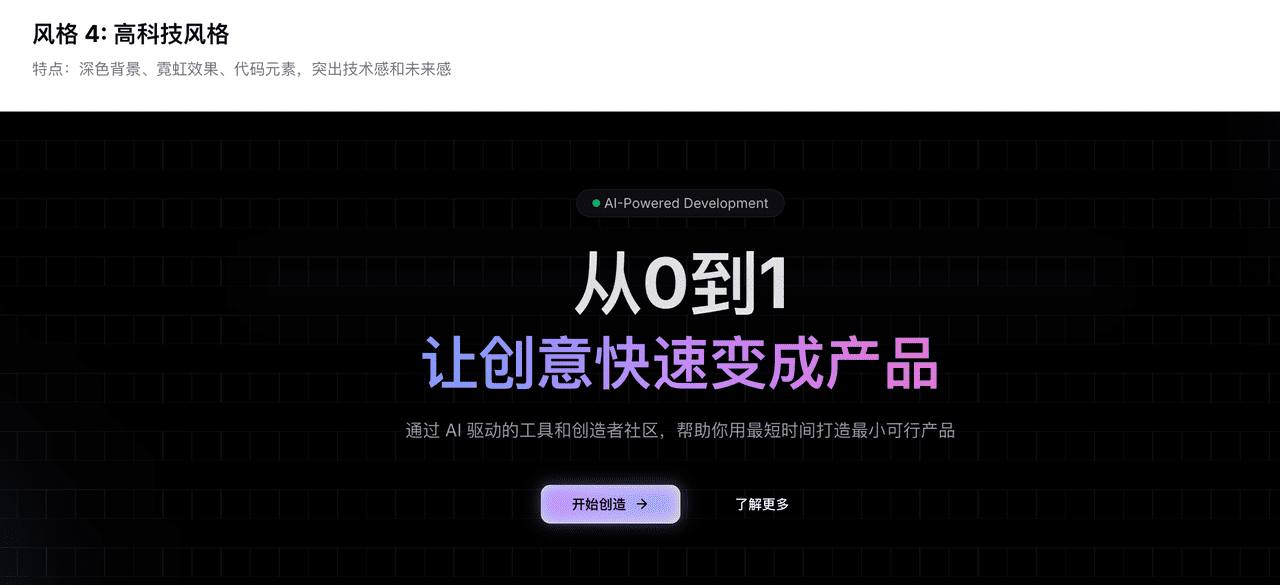 风格 4: 高科技风格
特点：深色背景、霓虹效果、代码元素，突出技术感和未来感
AI-Powered Development
从0到1
让创意快速变成产品
通过 AI 驱动的工具和创造者社区，帮助你用最短时间打造最小可行产品
开始创造 →
了解更多